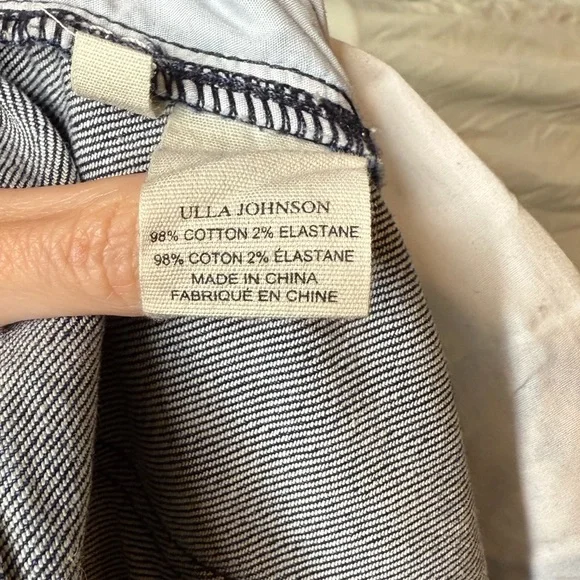 ULLA JOHNSON
98% COTTON 2% ELASTANE
98% COTON 2% ÉLASTANE
MADE IN CHINA
FABRIQUÉ EN CHINE